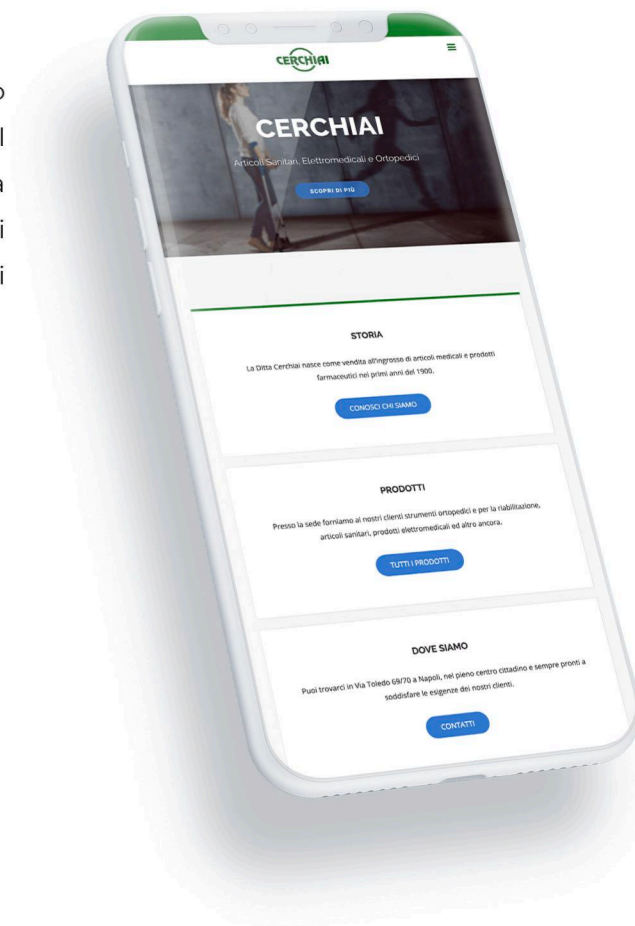 CERCHIAI
CERCHIAI
Articoli Sanitari, Elettromedicali e Ortopedici
SCOPRI DI PIÙ
STORIA
La Ditta Cerchiai nasce come vendita all'ingrosso di articoli medicali e prodotti
farmaceutici nei primi anni del 1900.
CONOSCI CHI SIAMO
PRODOTTI
Presso la sede forniamo ai nostri clienti strumenti ortopedici e per la riabilitazione,
articoli sanitari, prodotti elettromedicali ed altro ancora.
TUTTI I PRODOTTI
DOVE SIAMO
Puoi trovarci in Via Toledo 69/70 a Napoli, nel pieno centro cittadino e sempre pronti a
soddisfare le esigenze dei nostri clienti.
CONTATTI